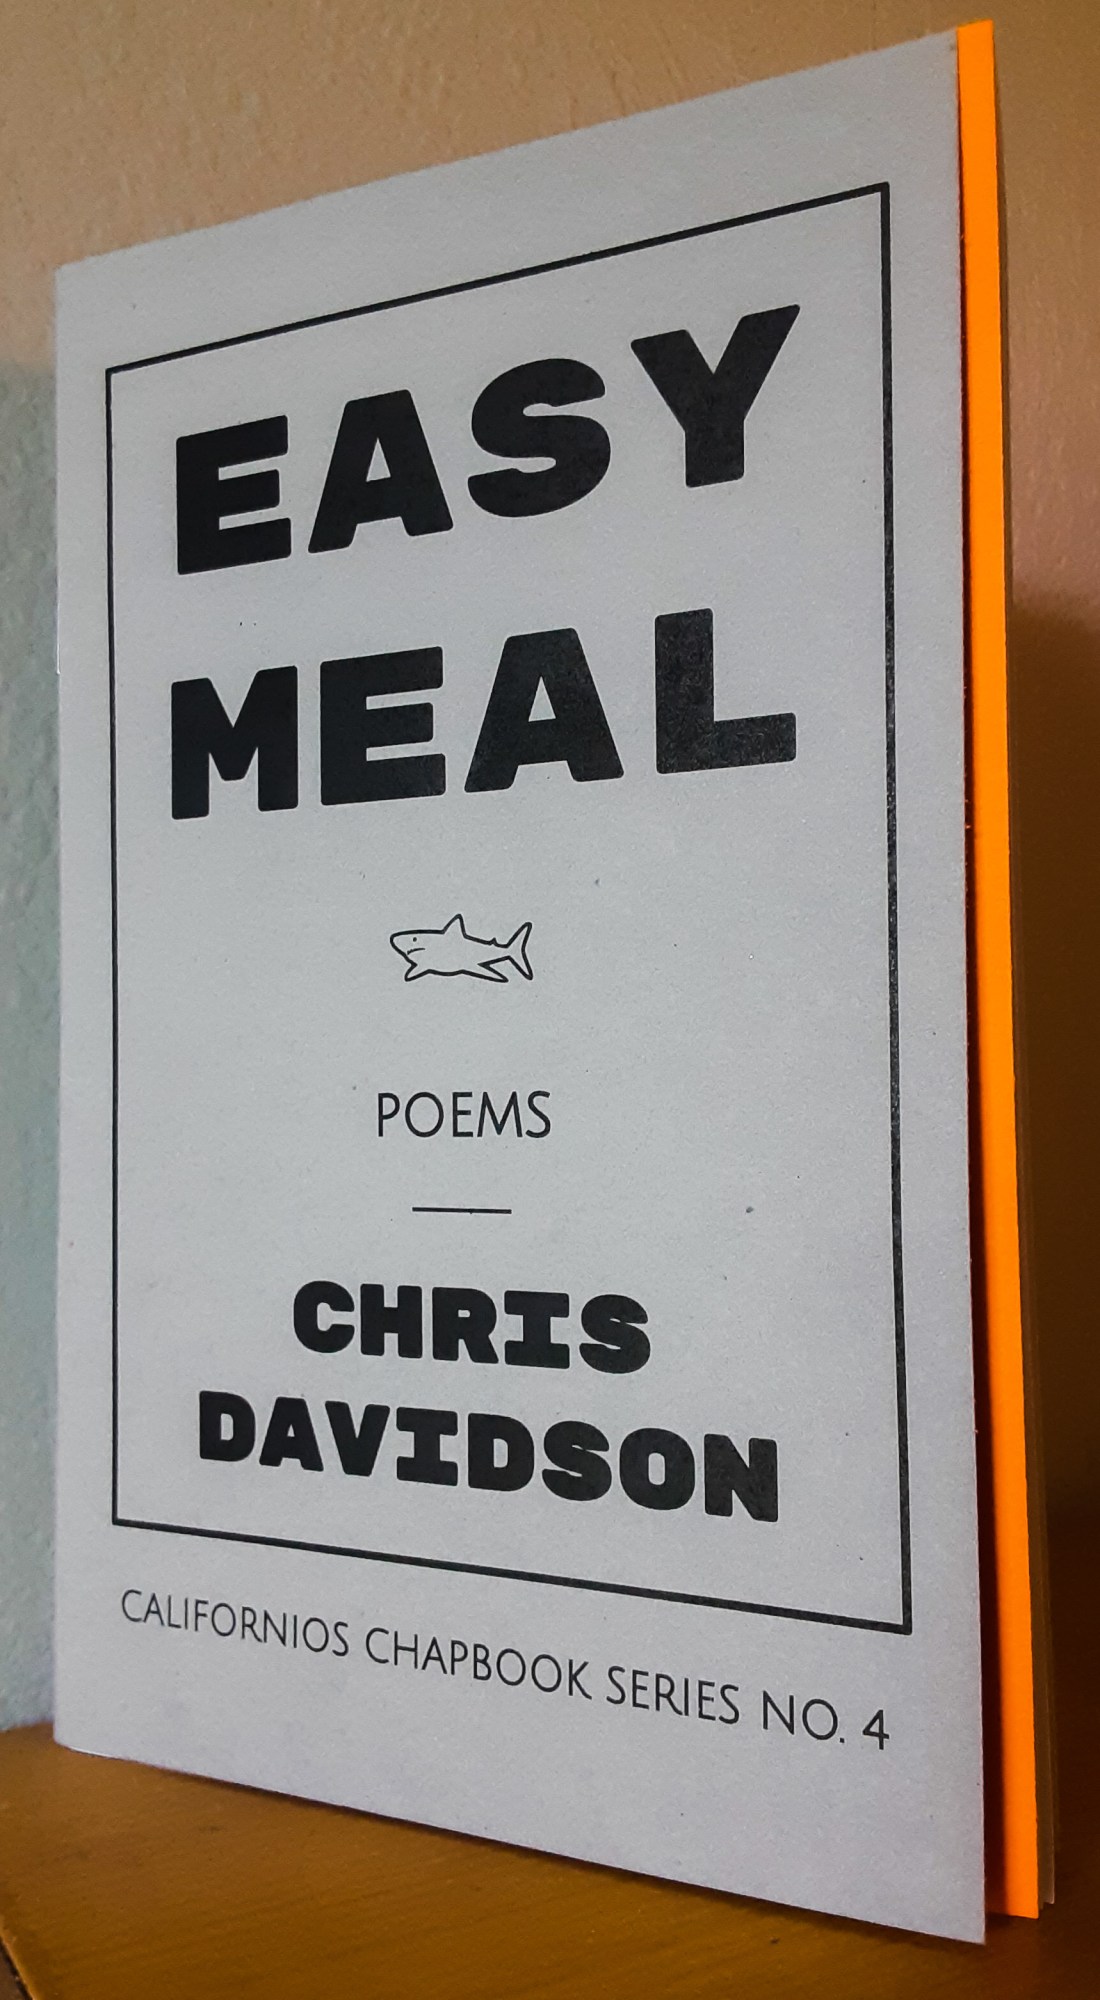 EASY
MEAL
POEMS
CHRIS
DAVIDSON
CALIFORNIOS CHAPBOOK SERIES NO. 4